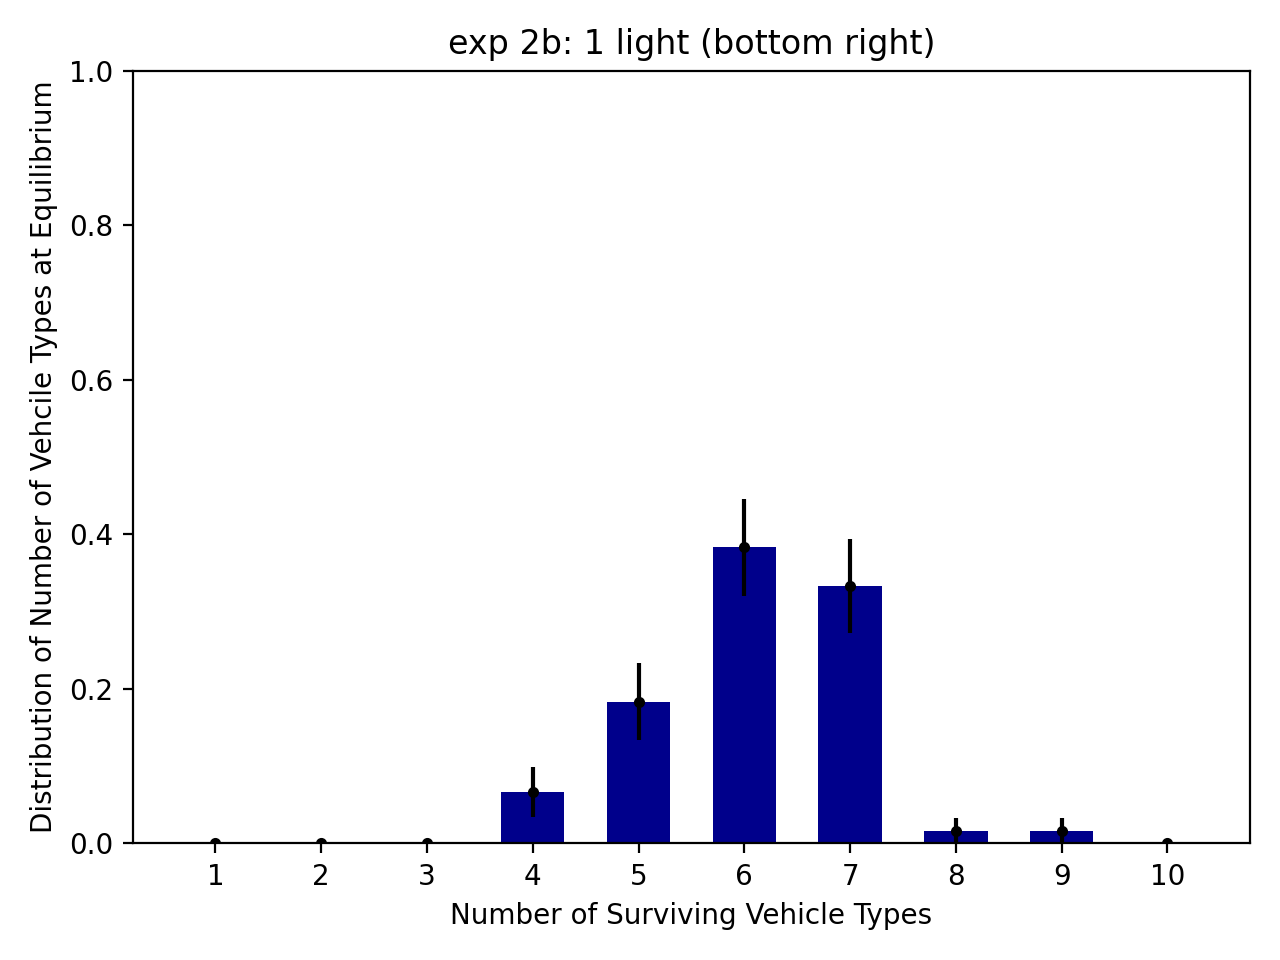 exp 2b: 1 light (bottom right)
Distribution of Number of Vehcile Types at Equilibrium
1.0
0.8
0.6
0.4
0.2
0.0
1 2 3 4 5 6 7 8 9 10
Number of Surviving Vehicle Types